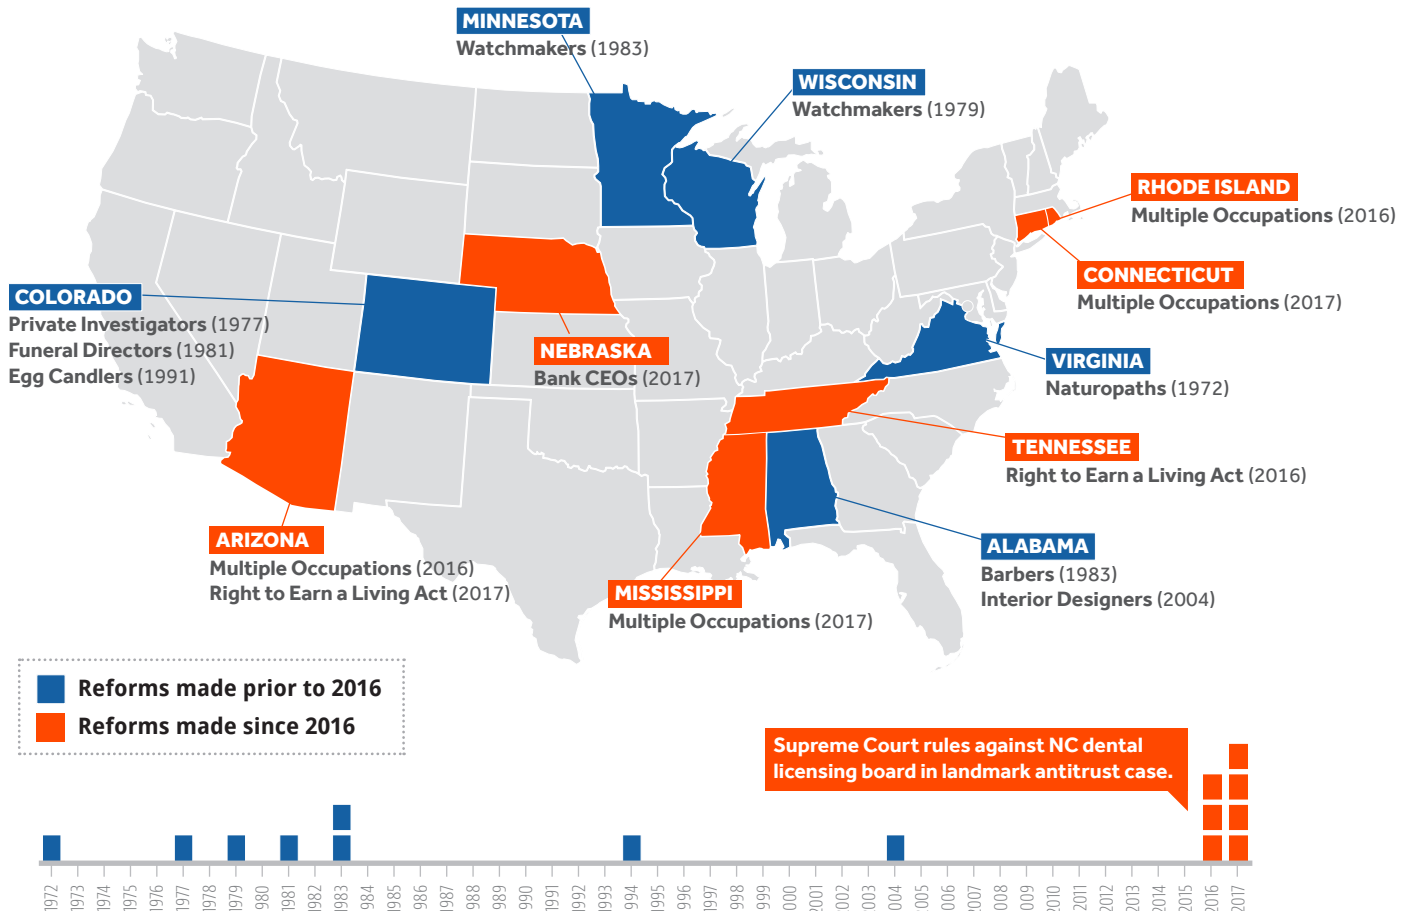 MINNESOTA
Watchmakers (1983)
WISCONSIN
Watchmakers (1979)
RHODE ISLAND
Multiple Occupations (2016)
CONNECTICUT
Multiple Occupations (2017)
COLORADO
Private Investigators (1977)
Funeral Directors (1981)
Egg Candlers (1991)
NEBRASKA
Bank CEOs (2017)
VIRGINIA
Naturopaths (1972)
TENNESSEE
Right to Earn a Living Act (2016)
ARIZONA
Multiple Occupations (2016)
Right to Earn a Living Act (2017)
ALABAMA
Barbers (1983)
Interior Designers (2004)
MISSISSIPPI
Multiple Occupations (2017)
Reforms made prior to 2016
Reforms made since 2016
Supreme Court rules against NC dental
licensing board in landmark antitrust case.
1972
1973
1974
1975
1976
1977
1978
1979
1980
1981
1982
1983
1984
1985
1986
1987
1988
1989
1990
1991
1992
1993
1994
1995
1996
1997
1998
1999
2000
2001
2002
2003
2004
2005
2006
2007
2008
2009
2010
2011
2012
2013
2014
2015
2016
2017